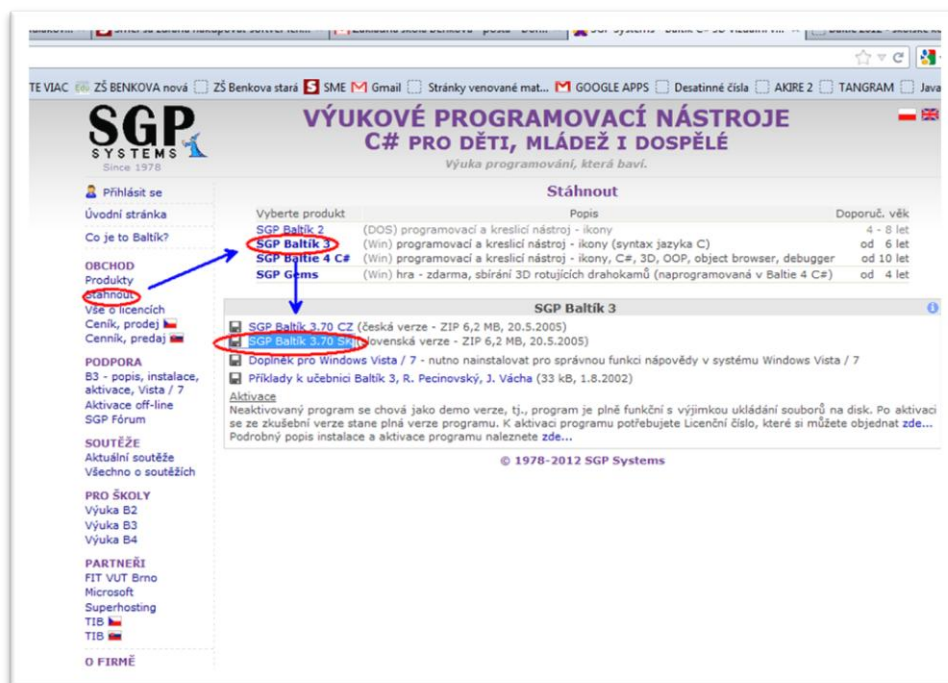 TE VIAC ZŠ BENKOVA nová ZŠ Benkova stará SME Gmail Stránky venované mat... GOOGLE APPS Desatinné čísla AKIRE 2 TANGRAM Java
SGP
SYSTEMS
Since 1978
VÝUKOVÉ PROGRAMOVACÍ NÁSTROJE
C# PRO DĚTI, MLÁDEŽ I DOSPĚLÉ
Výuka programování, která baví.
Přihlásit se
Úvodní stránka
Co je to Baltík?
OBCHOD
Produkty
Stáhnout
Vše o licencích
Ceník, prodej
Cenník, predaj
PODPORA
B3 - popis, instalace,
aktivace, Vista / 7
Aktivace off-line
SGP Fórum
SOUTĚŽE
Aktuální soutěže
Všechno o soutěžích
PRO ŠKOLY
Výuka B2
Výuka B3
Výuka B4
PARTNEŘI
FIT VUT Brno
Microsoft
Superhosting
TIB
TIB
O FIRMĚ
Stáhnout
Vyberte produkt Popis Doporuč. věk
SGP Baltík 2 (DOS) programovací a kreslicí nástroj - ikony 4 - 8 let
SGP Baltík 3 (Win) programovací a kreslicí nástroj - ikony (syntax jazyka C) od 6 let
SGP Baltie 4 C# (Win) programovací a kreslicí nástroj - ikony, C#, 3D, OOP, object browser, debugger od 10 let
SGP Gems (Win) hra - zdarma, sbírání 3D rotujících drahokamů (naprogramovaná v Baltie 4 C#) od 4 let
SGP Baltík 3
SGP Baltík 3.70 CZ (česká verze - ZIP 6,2 MB, 20.5.2005)
SGP Baltík 3.70 SK (slovenská verze - ZIP 6,2 MB, 20.5.2005)
Doplněk pro Windows Vista / 7 - nutno nainstalovat pro správnou funkci nápovědy v systému Windows Vista / 7
Příklady k učebnici Baltík 3, R. Pecinovský, J. Vácha (33 kB, 1.8.2002)
Aktivace
Neaktivovaný program se chová jako demo verze, tj., program je plně funkční s výjimkou ukládání souborů na disk. Po aktivaci
se ze zkušební verze stane plná verze programu. K aktivaci programu potřebujete Licenční číslo, které si můžete objednat zde...
Podrobný popis instalace a aktivace programu naleznete zde...
© 1978-2012 SGP Systems